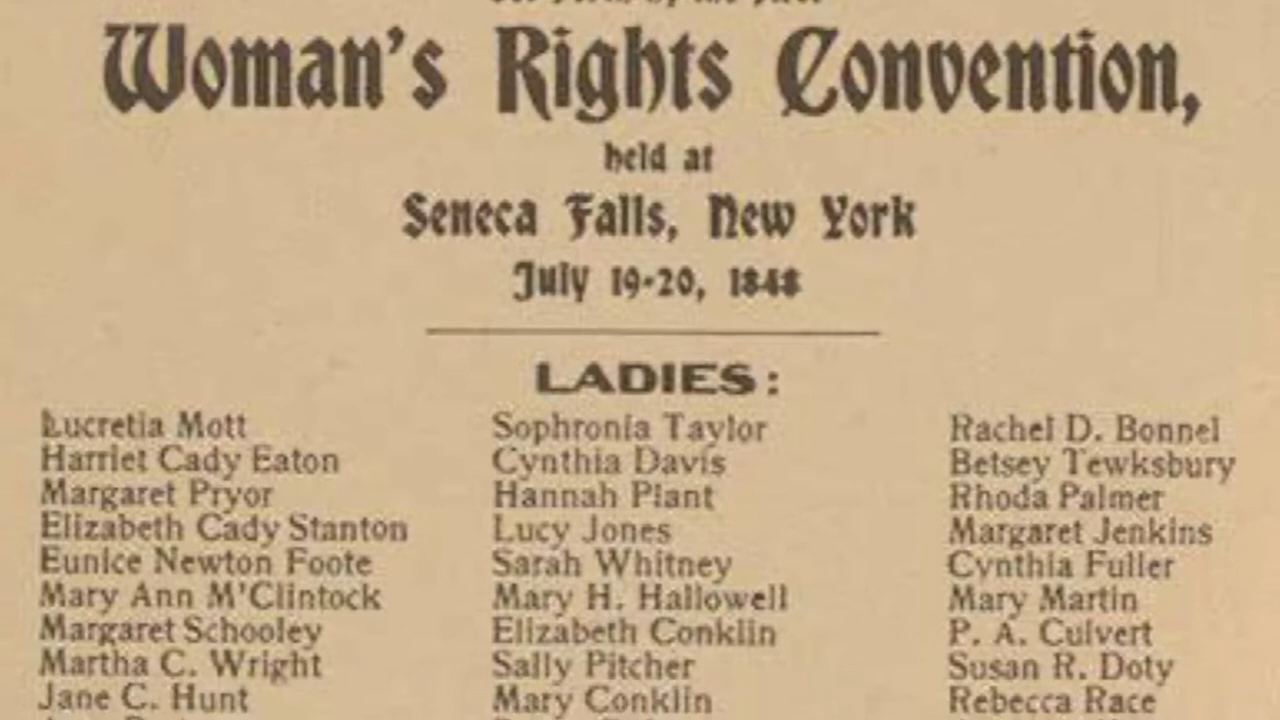 Woman's Rights Convention,
held at
Seneca Falls, New York
July 19-20, 1848
LADIES:
Lucretia Mott
Harriet Cady Eaton
Margaret Pryor
Elizabeth Cady Stanton
Eunice Newton Foote
Mary Ann M'Clintock
Margaret Schooley
Martha C. Wright
Jane C. Hunt
Sophronia Taylor
Cynthia Davis
Hannah Plant
Lucy Jones
Sarah Whitney
Mary H. Hallowell
Elizabeth Conklin
Sally Pitcher
Mary Conklin
Rachel D. Bonnel
Betsey Tewksbury
Rhoda Palmer
Margaret Jenkins
Cynthia Fuller
Mary Martin
P. A. Culvert
Susan R. Doty
Rebecca Race